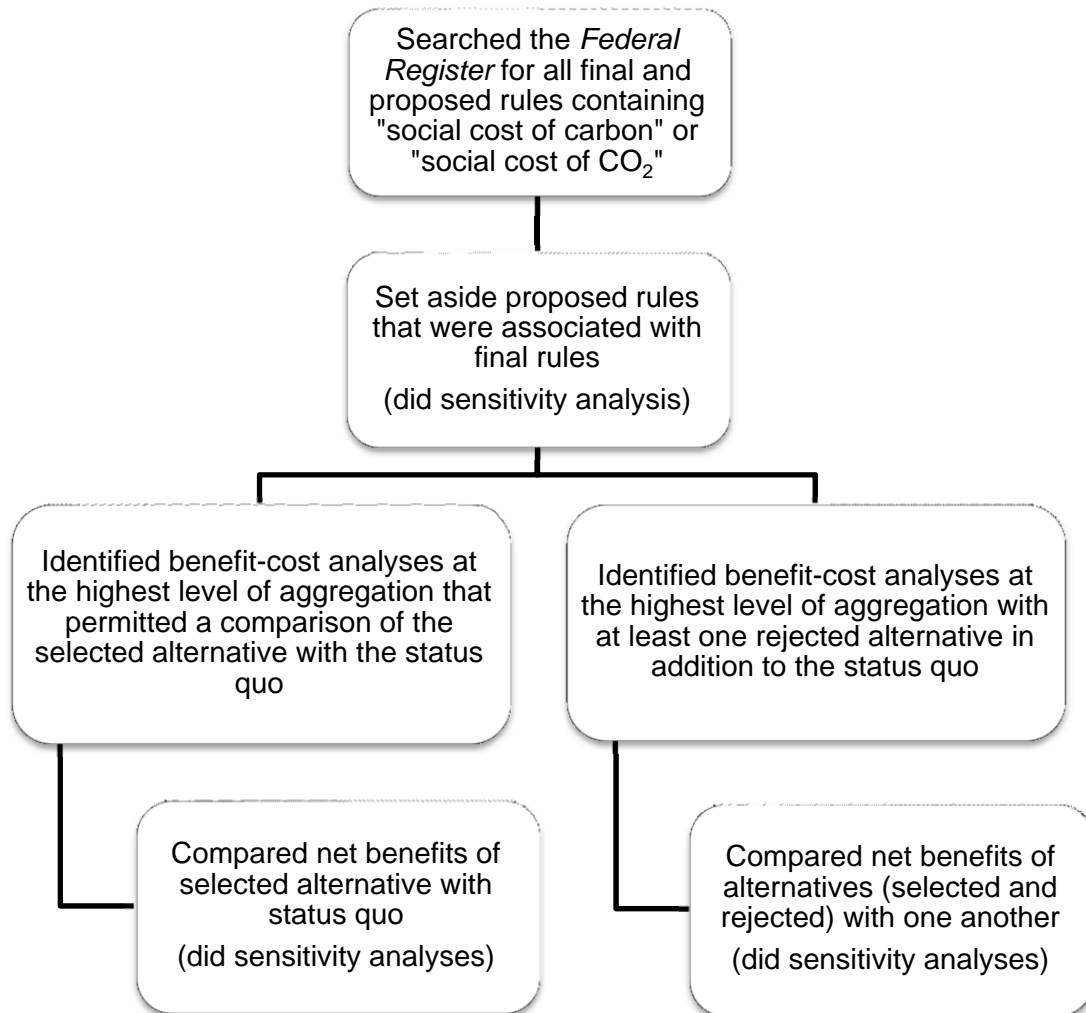 Searched the Federal
Register for all final and
proposed rules containing
"social cost of carbon" or
"social cost of CO₂"
Set aside proposed rules
that were associated with
final rules
(did sensitivity analysis)
Identified benefit-cost analyses at
the highest level of aggregation that
permitted a comparison of the
selected alternative with the status
quo
Identified benefit-cost analyses at
the highest level of aggregation with
at least one rejected alternative in
addition to the status quo
Compared net benefits of
selected alternative with
status quo
(did sensitivity analyses)
Compared net benefits of
alternatives (selected and
rejected) with one another
(did sensitivity analyses)